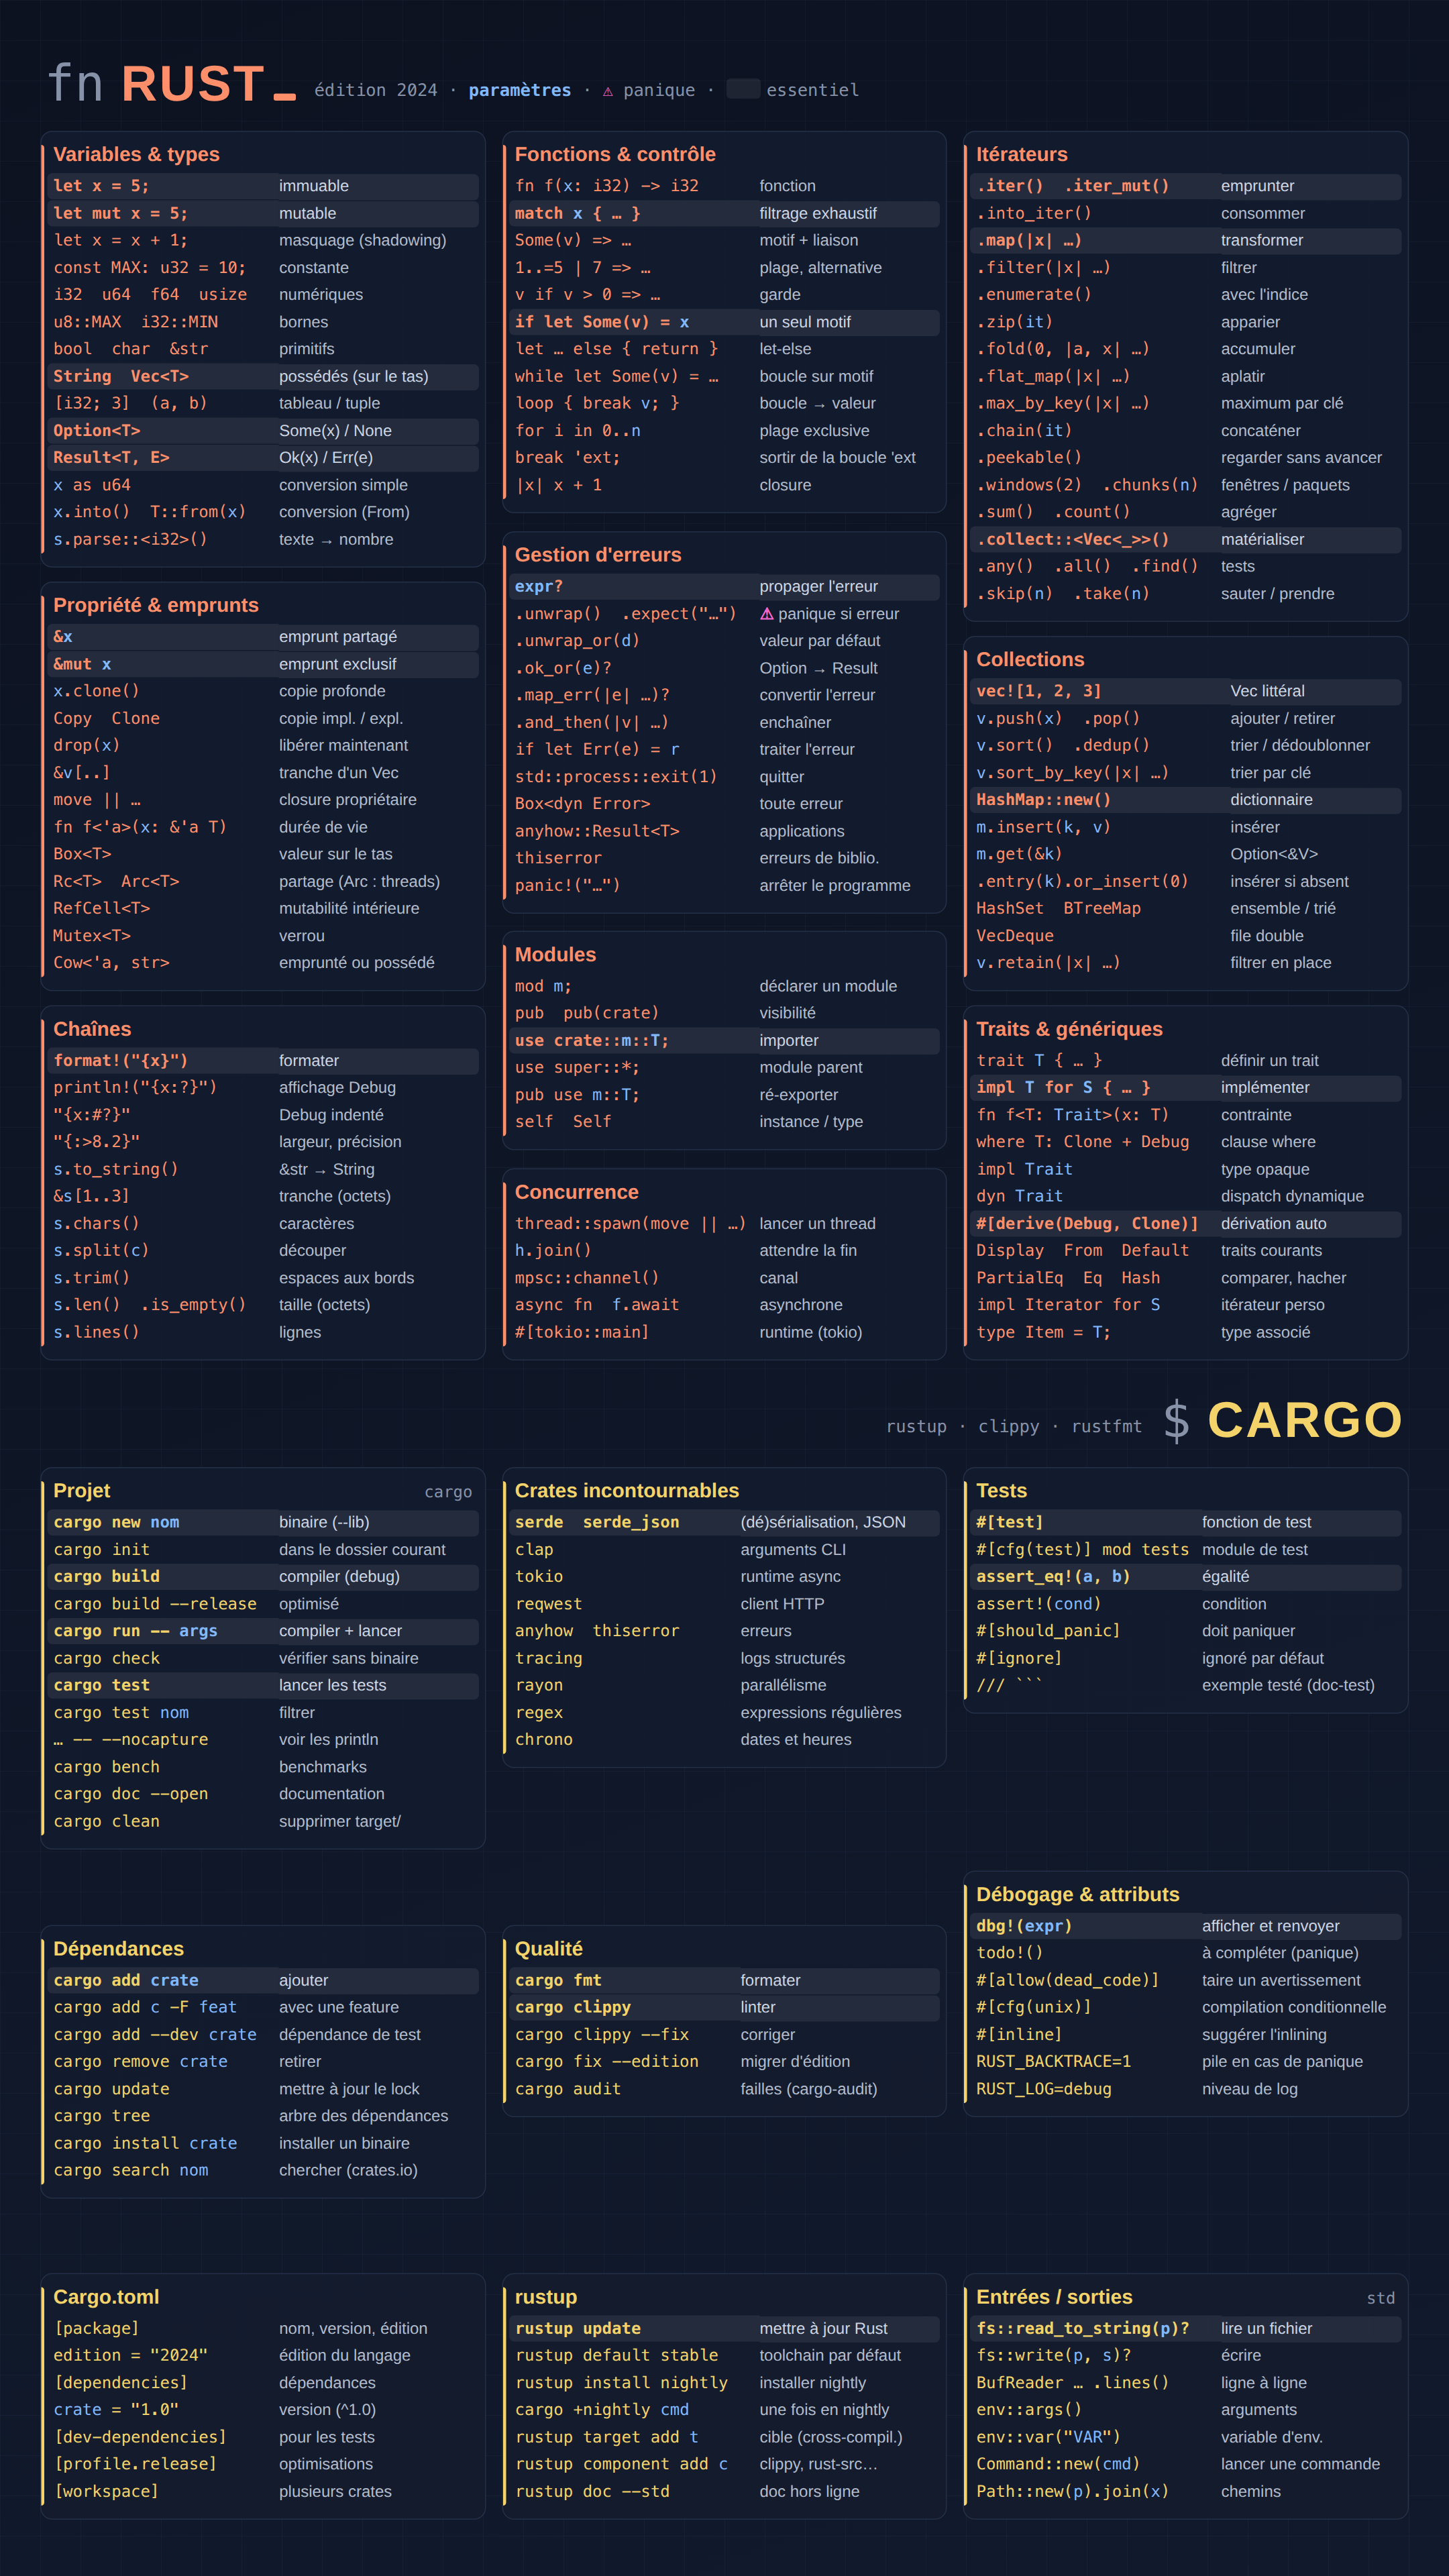 fn RUST_ édition 2024 · paramètres · ⚠ panique · essentiel
Variables & types
let x = 5; immuable
let mut x = 5; mutable
let x = x + 1; masquage (shadowing)
const MAX: u32 = 10; constante
i32 u64 f64 usize numériques
u8::MAX i32::MIN bornes
bool char &str primitifs
String Vec<T> possédés (sur le tas)
[i32; 3] (a, b) tableau / tuple
Option<T> Some(x) / None
Result<T, E> Ok(x) / Err(e)
x as u64 conversion simple
x.into() T::from(x) conversion (From)
s.parse::<i32>() texte → nombre
Propriété & emprunts
&x emprunt partagé
&mut x emprunt exclusif
x.clone() copie profonde
Copy Clone copie impl. / expl.
drop(x) libérer maintenant
&v[..] tranche d'un Vec
move || … closure propriétaire
fn f<'a>(x: &'a T) durée de vie
Box<T> valeur sur le tas
Rc<T> Arc<T> partage (Arc : threads)
RefCell<T> mutabilité intérieure
Mutex<T> verrou
Cow<'a, str> emprunté ou possédé
Chaînes
format!("{x}") formater
println!("{x:?}") affichage Debug
"{x:#?}" Debug indenté
"{:>8.2}" largeur, précision
s.to_string() &str → String
&s[1..3] tranche (octets)
s.chars() caractères
s.split(c) découper
s.trim() espaces aux bords
s.len() .is_empty() taille (octets)
s.lines() lignes
Fonctions & contrôle
fn f(x: i32) -> i32 fonction
match x { … } filtrage exhaustif
Some(v) => … motif + liaison
1..=5 | 7 => … plage, alternative
v if v > 0 => … garde
if let Some(v) = x un seul motif
let … else { return } let-else
while let Some(v) = … boucle sur motif
loop { break v; } boucle → valeur
for i in 0..n plage exclusive
break 'ext; sortir de la boucle 'ext
|x| x + 1 closure
Gestion d'erreurs
expr? propager l'erreur
.unwrap() .expect("…") ⚠ panique si erreur
.unwrap_or(d) valeur par défaut
.ok_or(e)? Option → Result
.map_err(|e| …)? convertir l'erreur
.and_then(|v| …) enchaîner
if let Err(e) = r traiter l'erreur
std::process::exit(1) quitter
Box<dyn Error> toute erreur
anyhow::Result<T> applications
thiserror erreurs de biblio.
panic!("…") arrêter le programme
Modules
mod m; déclarer un module
pub pub(crate) visibilité
use crate::m::T; importer
use super::*; module parent
pub use m::T; ré-exporter
self Self instance / type
Concurrence
thread::spawn(move || …) lancer un thread
h.join() attendre la fin
mpsc::channel() canal
async fn f.await asynchrone
#[tokio::main] runtime (tokio)
Itérateurs
.iter() .iter_mut() emprunter
.into_iter() consommer
.map(|x| …) transformer
.filter(|x| …) filtrer
.enumerate() avec l'indice
.zip(it) apparier
.fold(0, |a, x| …) accumuler
.flat_map(|x| …) aplatir
.max_by_key(|x| …) maximum par clé
.chain(it) concaténer
.peekable() regarder sans avancer
.windows(2) .chunks(n) fenêtres / paquets
.sum() .count() agréger
.collect::<Vec<_>>() matérialiser
.any() .all() .find() tests
.skip(n) .take(n) sauter / prendre
Collections
vec![1, 2, 3] Vec littéral
v.push(x) .pop() ajouter / retirer
v.sort() .dedup() trier / dédoublonner
v.sort_by_key(|x| …) trier par clé
HashMap::new() dictionnaire
m.insert(k, v) insérer
m.get(&k) Option<&V>
.entry(k).or_insert(0) insérer si absent
HashSet BTreeMap ensemble / trié
VecDeque file double
v.retain(|x| …) filtrer en place
Traits & génériques
trait T { … } définir un trait
impl T for S { … } implémenter
fn f<T: Trait>(x: T) contrainte
where T: Clone + Debug clause where
impl Trait type opaque
dyn Trait dispatch dynamique
#[derive(Debug, Clone)] dérivation auto
Display From Default traits courants
PartialEq Eq Hash comparer, hacher
impl Iterator for S itérateur perso
type Item = T; type associé
rustup · clippy · rustfmt $ CARGO
Projet cargo
cargo new nom binaire (--lib)
cargo init dans le dossier courant
cargo build compiler (debug)
cargo build --release optimisé
cargo run -- args compiler + lancer
cargo check vérifier sans binaire
cargo test lancer les tests
cargo test nom filtrer
… -- --nocapture voir les println
cargo bench benchmarks
cargo doc --open documentation
cargo clean supprimer target/
Crates incontournables
serde serde_json (dé)sérialisation, JSON
clap arguments CLI
tokio runtime async
reqwest client HTTP
anyhow thiserror erreurs
tracing logs structurés
rayon parallélisme
regex expressions régulières
chrono dates et heures
Tests
#[test] fonction de test
#[cfg(test)] mod tests module de test
assert_eq!(a, b) égalité
assert!(cond) condition
#[should_panic] doit paniquer
#[ignore] ignoré par défaut
/// ``` exemple testé (doc-test)
Dépendances
cargo add crate ajouter
cargo add c -F feat avec une feature
cargo add --dev crate dépendance de test
cargo remove crate retirer
cargo update mettre à jour le lock
cargo tree arbre des dépendances
cargo install crate installer un binaire
cargo search nom chercher (crates.io)
Qualité
cargo fmt formater
cargo clippy linter
cargo clippy --fix corriger
cargo fix --edition migrer d'édition
cargo audit failles (cargo-audit)
Débogage & attributs
dbg!(expr) afficher et renvoyer
todo!() à compléter (panique)
#[allow(dead_code)] taire un avertissement
#[cfg(unix)] compilation conditionnelle
#[inline] suggérer l'inlining
RUST_BACKTRACE=1 pile en cas de panique
RUST_LOG=debug niveau de log
Cargo.toml
[package] nom, version, édition
edition = "2024" édition du langage
[dependencies] dépendances
crate = "1.0" version (^1.0)
[dev-dependencies] pour les tests
[profile.release] optimisations
[workspace] plusieurs crates
rustup
rustup update mettre à jour Rust
rustup default stable toolchain par défaut
rustup install nightly installer nightly
cargo +nightly cmd une fois en nightly
rustup target add t cible (cross-compil.)
rustup component add c clippy, rust-src…
rustup doc --std doc hors ligne
Entrées / sorties std
fs::read_to_string(p)? lire un fichier
fs::write(p, s)? écrire
BufReader … .lines() ligne à ligne
env::args() arguments
env::var("VAR") variable d'env.
Command::new(cmd) lancer une commande
Path::new(p).join(x) chemins